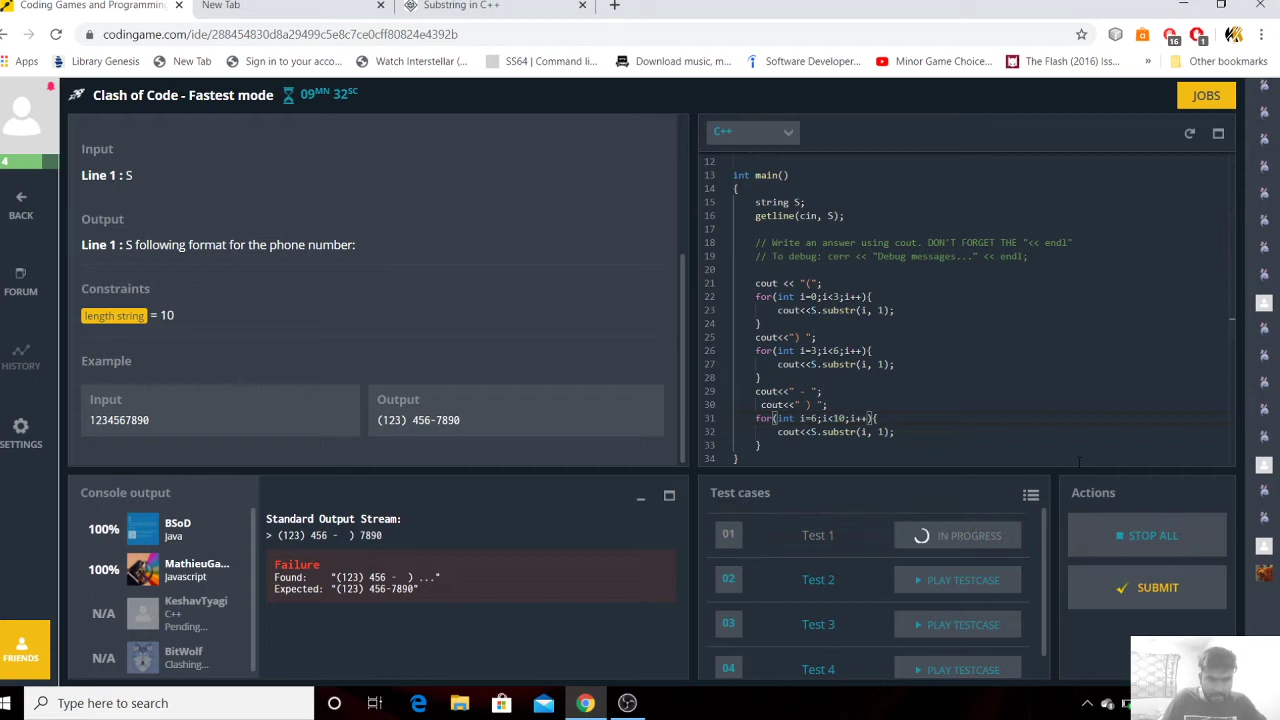 Coding Games and Programming
New Tab
Substring in C++
codingame.com/ide/288454830d8a29499c5e8c7ce0cff80824c4392b
16
1
Apps
Library Genesis
New Tab
Sign in to your acco...
Watch Interstellar (
SS64 | Command li...
Download music, m...
Software Developer...
Minor Game Choice...
The Flash (2016) Iss...
»
Other bookmarks
Clash of Code - Fastest mode
09MN 32SC
JOBS
4
BACK
FORUM
HISTORY
SETTINGS
FRIENDS
Input
Line 1 : S
Output
Line 1 : S following format for the phone number:
Constraints
length string = 10
Example
Input
1234567890
Output
(123) 456-7890
C++
12
13 int main()
14 {
15 string S;
16 getline(cin, S);
17
18 // Write an answer using cout. DON'T FORGET THE "<< endl"
19 // To debug: cerr << "Debug messages..." << endl;
20
21 cout << "(";
22 for(int i=0;i<3;i++){
23 cout<<S.substr(i, 1);
24 }
25 cout<<") ";
26 for(int i=3;i<6;i++){
27 cout<<S.substr(i, 1);
28 }
29 cout<<" - ";
30 cout<<" ) ";
31 for(int i=6;i<10;i++){
32 cout<<S.substr(i, 1);
33 }
34 }
Console output
100% BSoD
Java
100% MathieuGa...
Javascript
N/A KeshavTyagi
C++
Pending...
N/A BitWolf
Clashing...
Standard Output Stream:
> (123) 456 -  ) 7890
Failure
Found: "(123) 456 -  ) ..."
Expected: "(123) 456-7890"
Test cases
01 Test 1 IN PROGRESS
02 Test 2 PLAY TESTCASE
03 Test 3 PLAY TESTCASE
04 Test 4 PLAY TESTCASE
Actions
STOP ALL
SUBMIT
Type here to search